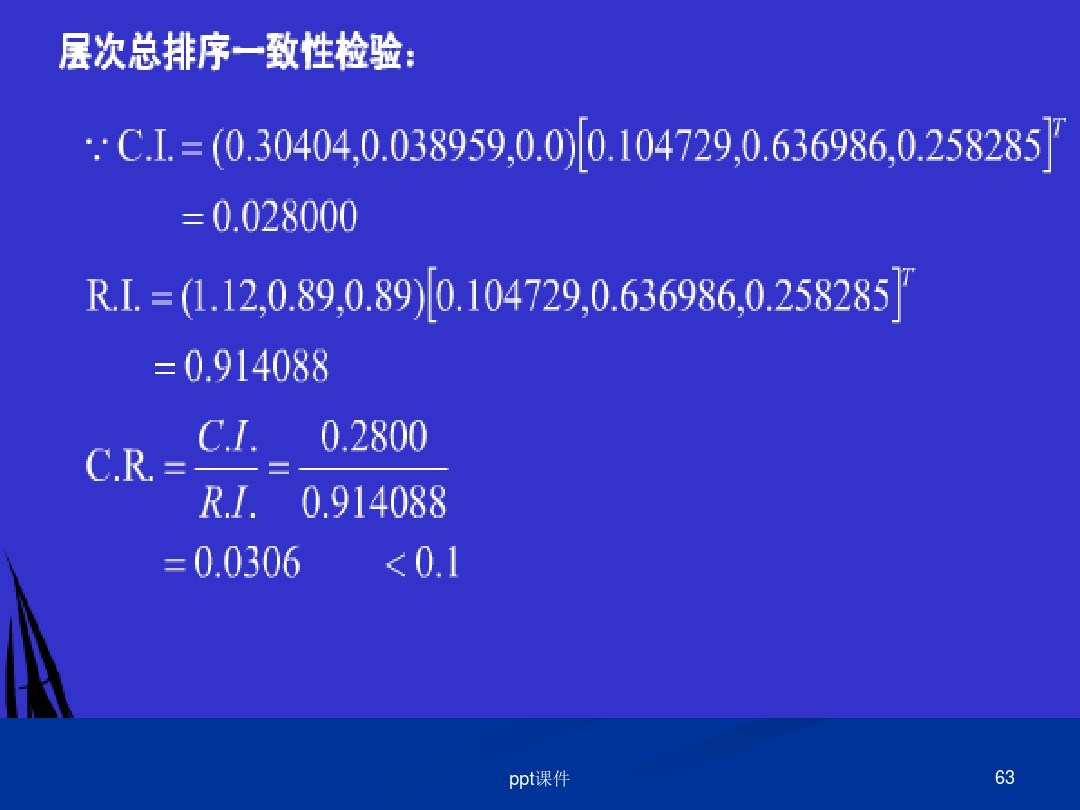 层次总排序一致性检验:
∵ C.I. = (0.30404,0.038959,0.0)[0.104729,0.636986,0.258285]^T
= 0.028000
R.I. = (1.12,0.89,0.89)[0.104729,0.636986,0.258285]^T
= 0.914088
C.R. = C.I. / R.I. = 0.2800 / 0.914088
= 0.0306 < 0.1
ppt课件 63